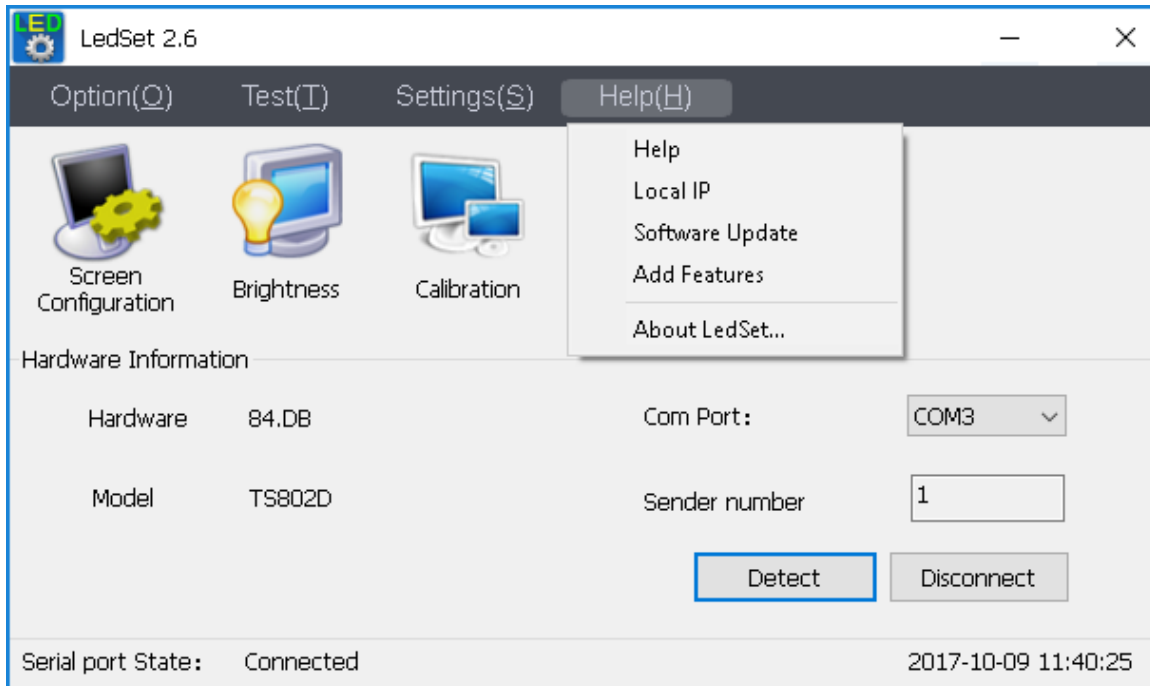 LED
LedSet 2.6
Option(O) Test(T) Settings(S) Help(H)
Help
Local IP
Software Update
Add Features
About LedSet...
Screen
Configuration
Brightness
Calibration
Hardware Information
Hardware 84.DB Com Port: COM3
Model TS802D Sender number 1
Detect Disconnect
Serial port State: Connected 2017-10-09 11:40:25